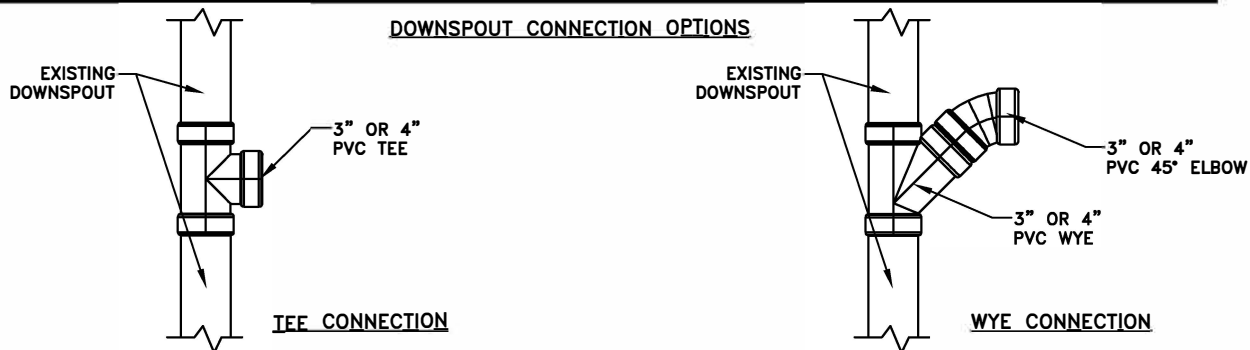 DOWNSPOUT CONNECTION OPTIONS
EXISTING
DOWNSPOUT
3” OR 4”
PVC TEE
TEE CONNECTION
EXISTING
DOWNSPOUT
3” OR 4”
PVC 45° ELBOW
3” OR 4”
PVC WYE
WYE CONNECTION